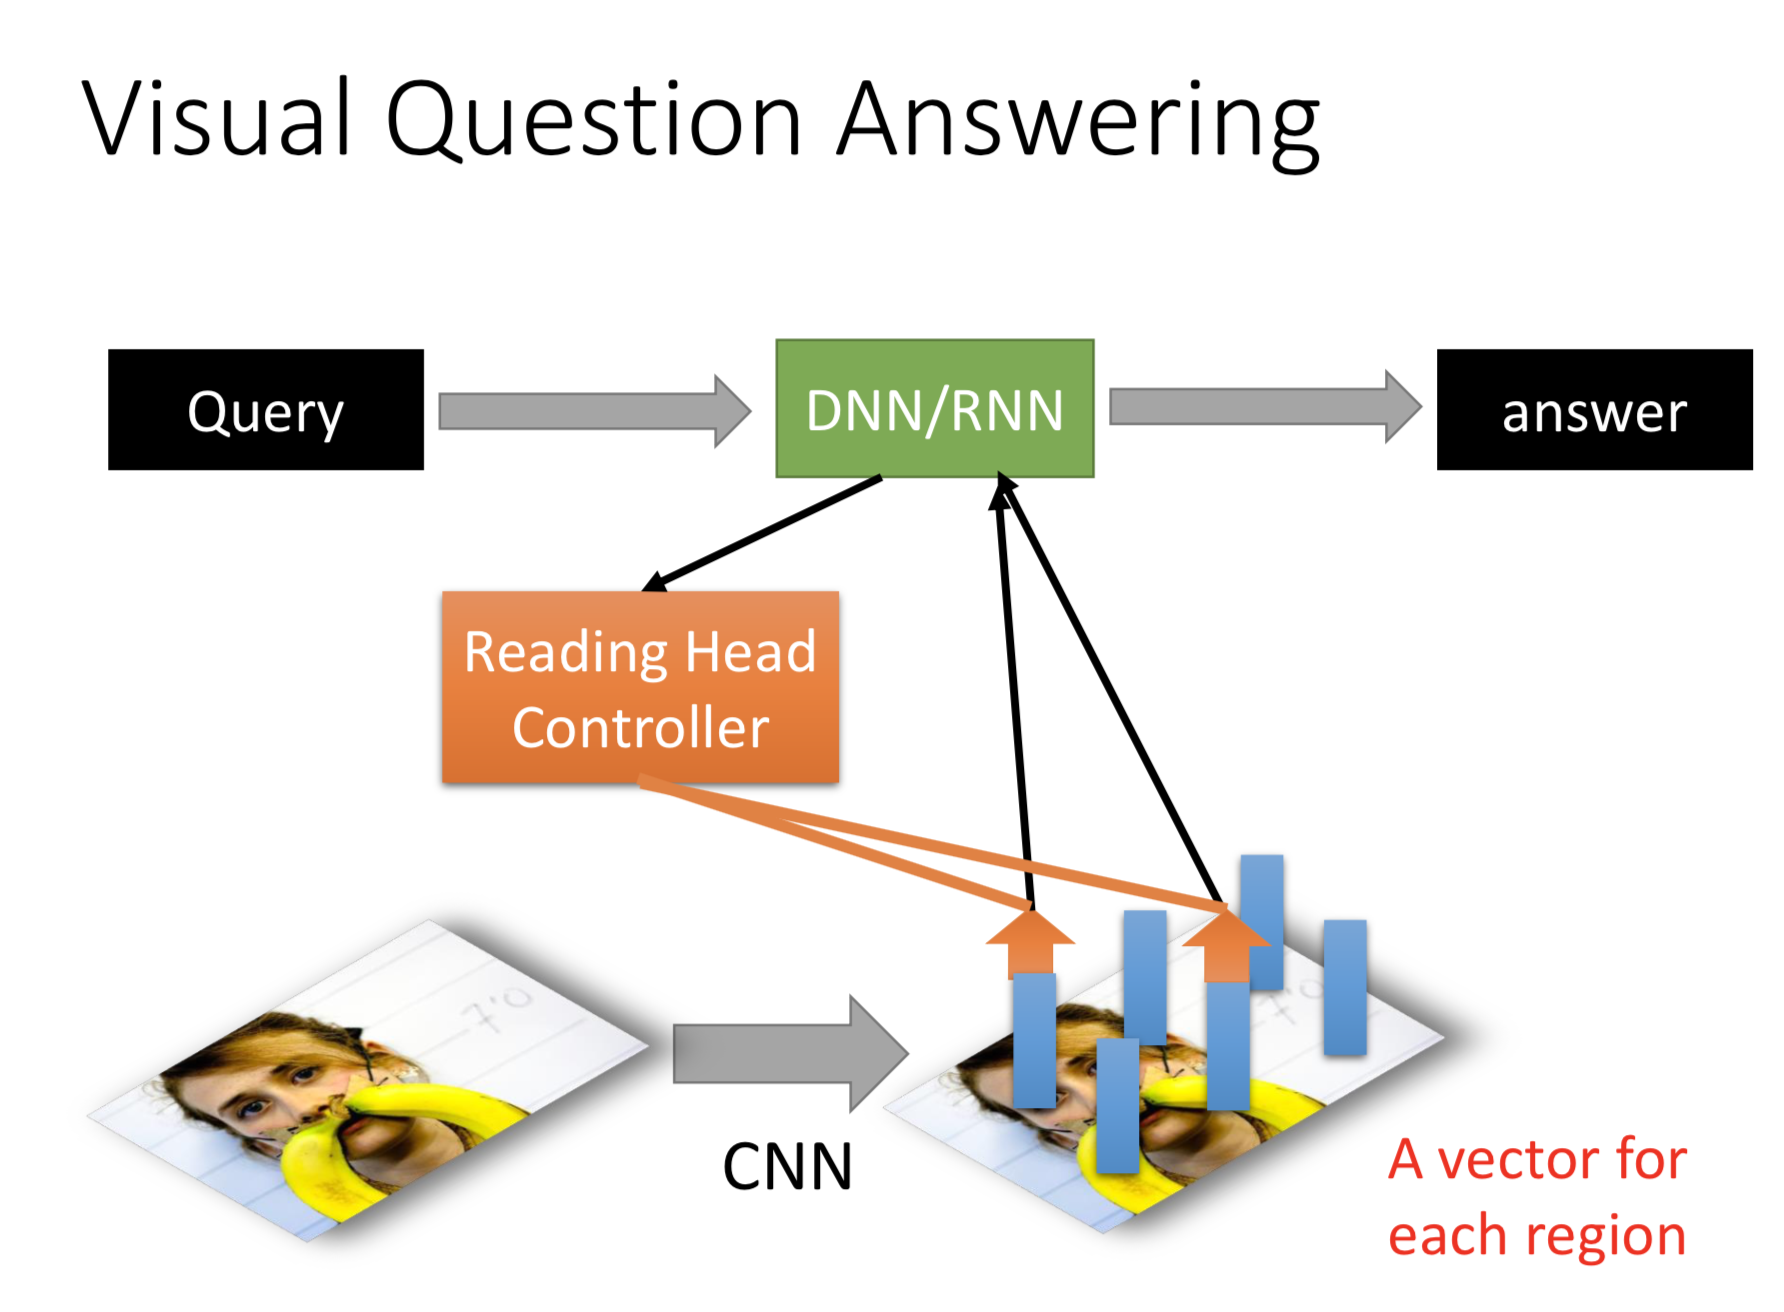 Visual Question Answering
Query
DNN/RNN
answer
Reading Head
Controller
CNN
A vector for
each region